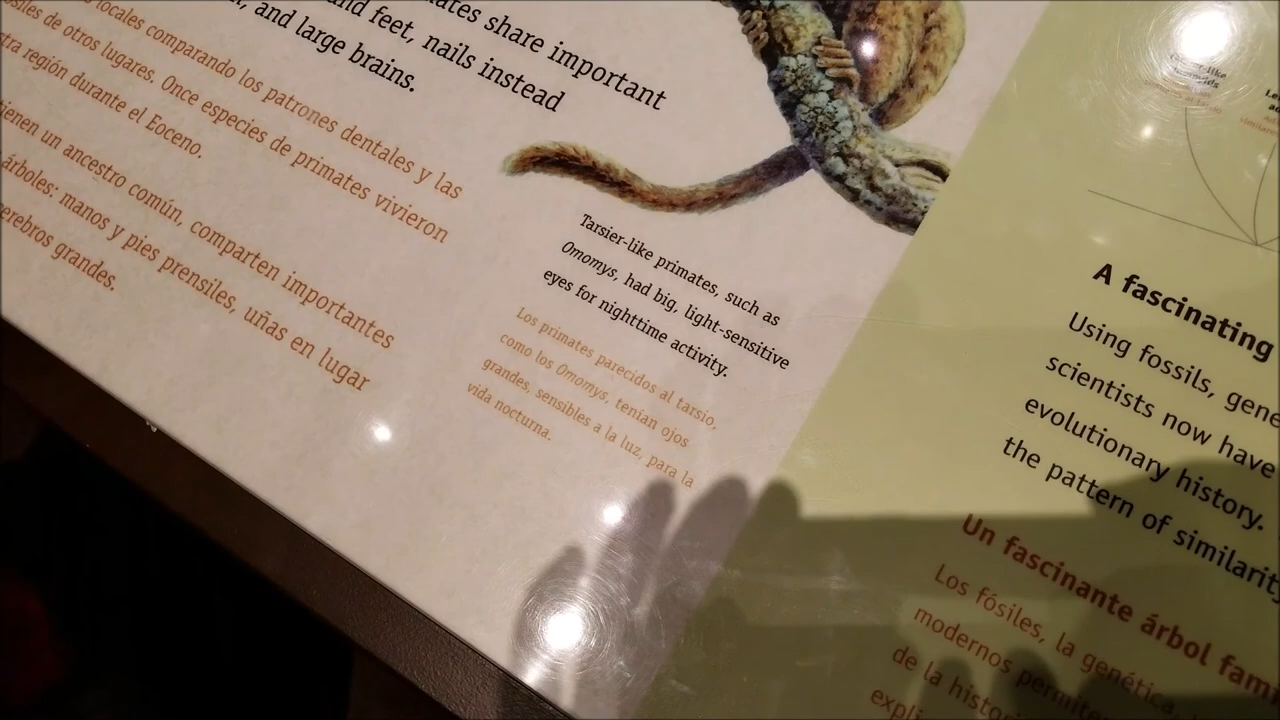 ates share important
and feet, nails instead
and large brains.
locales comparando los patrones dentales y las
de otros lugares. Once especies de primates vivieron
región durante el Eoceno.
tienen un ancestro común, comparten importantes
árboles: manos y pies prensiles, uñas en lugar
cerebros grandes.
Tarsier-like primates, such as
Omomys, had big, light-sensitive
eyes for nighttime activity.
Los primates parecidos al tarsio,
como los Omomys, tenían ojos
grandes, sensibles a la luz, para la
vida nocturna.
A fascinating
Using fossils, gene
scientists now have
evolutionary history.
the pattern of similarity
Un fascinante árbol fami
Los fósiles, la genética,
modernos permite
de la histori
expli